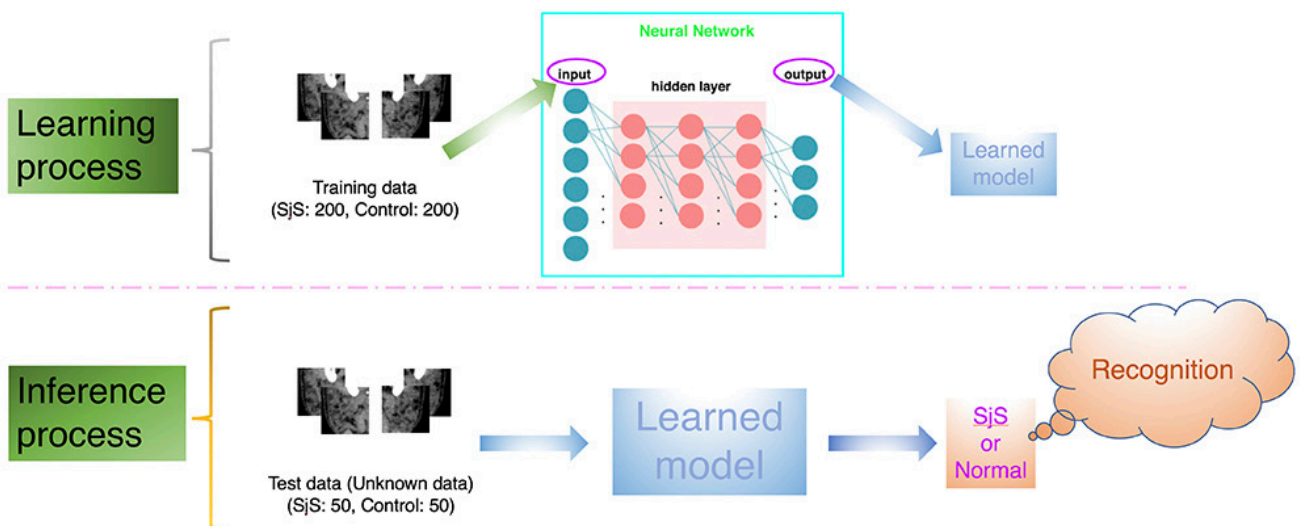 Neural Network
input
output
hidden layer
Learning
process
Training data
(SjS: 200, Control: 200)
Learned
model
Inference
process
Test data (Unknown data)
(SjS: 50, Control: 50)
Learned
model
SjS
or
Normal
Recognition